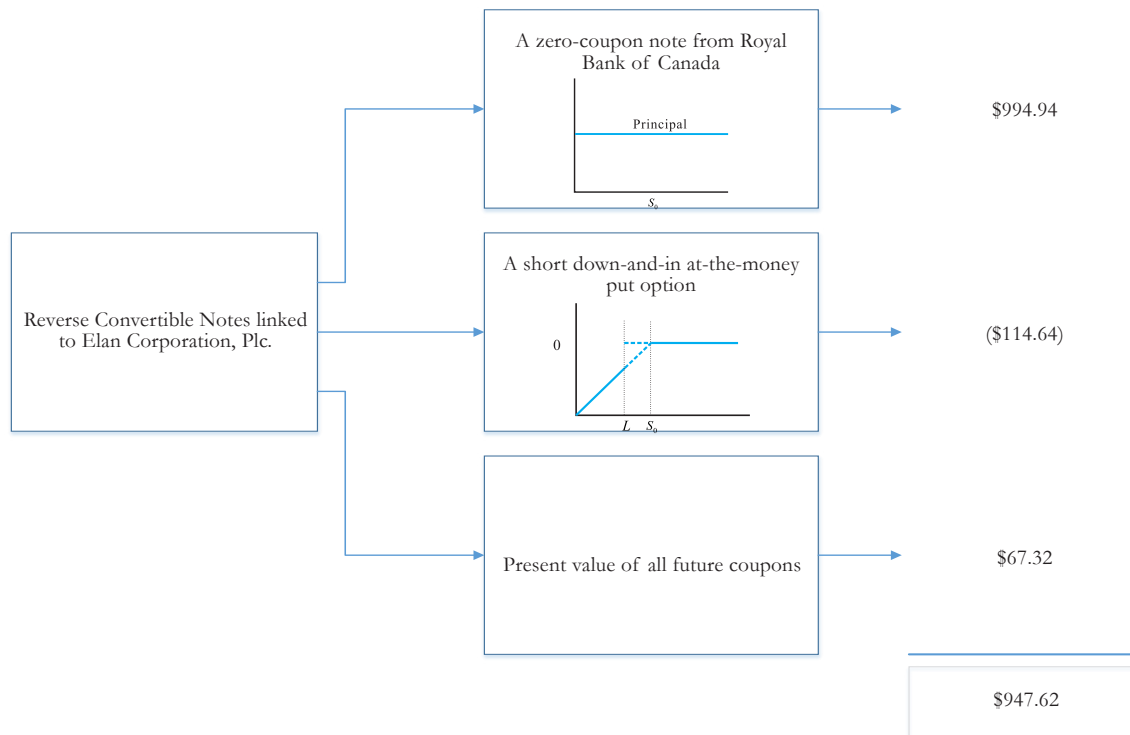 A zero-coupon note from Royal
Bank of Canada
Principal
S₀
$994.94
Reverse Convertible Notes linked
to Elan Corporation, Plc.
A short down-and-in at-the-money
put option
0
L S₀
($114.64)
Present value of all future coupons
$67.32
$947.62